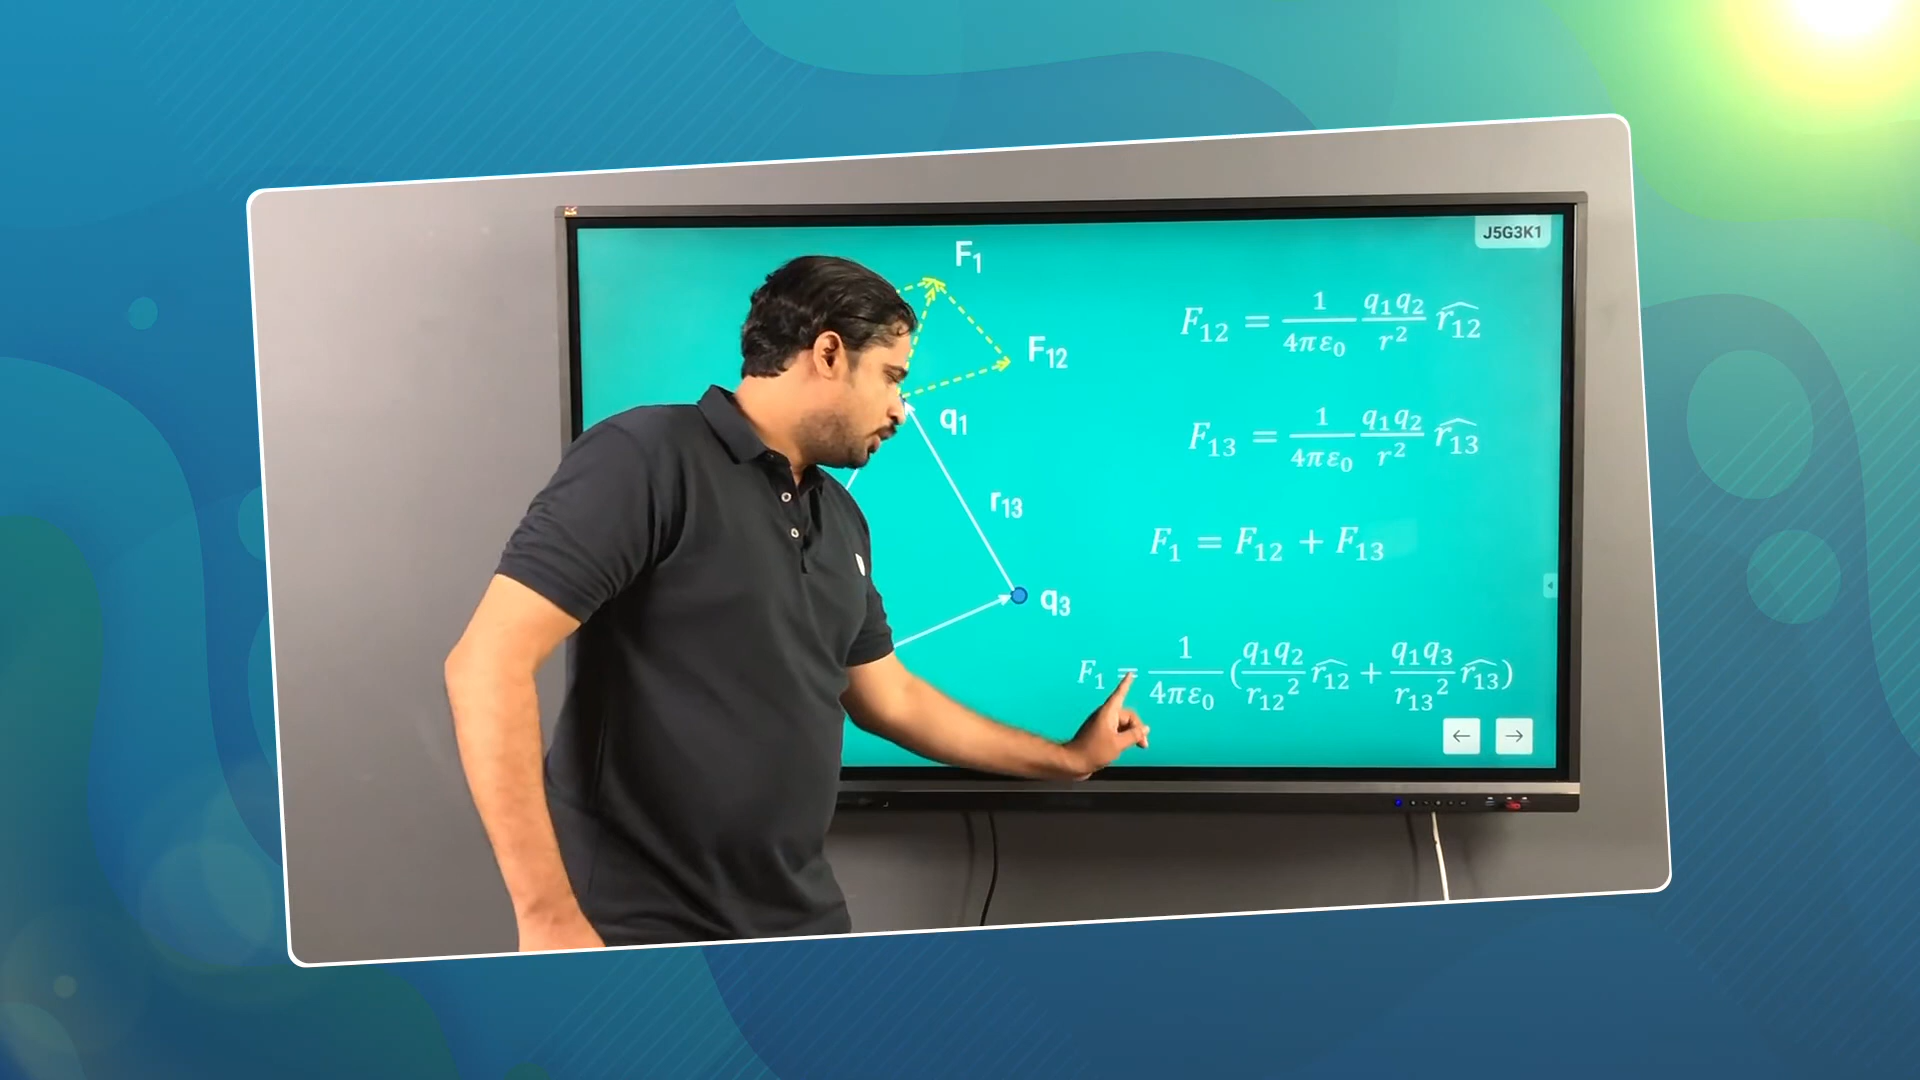 J5G3K1
F₁
F₁₂
q₁
r₁₃
q₃
F₁₂ = 1/4πε₀ q₁q₂/r² r̂₁₂
F₁₃ = 1/4πε₀ q₁q₂/r² r̂₁₃
F₁ = F₁₂ + F₁₃
F₁ = 1/4πε₀ (q₁q₂/r₁₂² r̂₁₂ + q₁q₃/r₁₃² r̂₁₃)